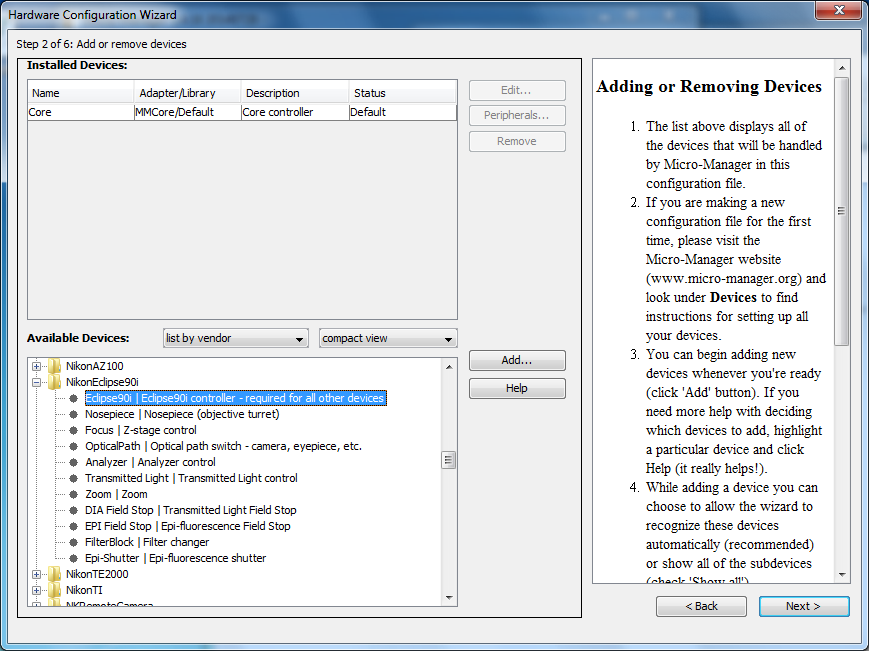 Hardware Configuration Wizard
Step 2 of 6: Add or remove devices
Installed Devices:
Name Adapter/Library Description Status
Core MMCore/Default Core controller Default
Edit...
Peripherals...
Remove
Available Devices: list by vendor compact view
NikonAZ100
NikonEclipse90i
Eclipse90i | Eclipse90i controller - required for all other devices
Nosepiece | Nosepiece (objective turret)
Focus | Z-stage control
OpticalPath | Optical path switch - camera, eyepiece, etc.
Analyzer | Analyzer control
Transmitted Light | Transmitted Light control
Zoom | Zoom
DIA Field Stop | Transmitted Light Field Stop
EPI Field Stop | Epi-fluorescence Field Stop
FilterBlock | Filter changer
Epi-Shutter | Epi-fluorescence shutter
NikonTE2000
NikonTI
NKRemoteCamera
Add...
Help
Adding or Removing Devices
1. The list above displays all of
the devices that will be handled
by Micro-Manager in this
configuration file.
2. If you are making a new
configuration file for the first
time, please visit the
Micro-Manager website
(www.micro-manager.org) and
look under Devices to find
instructions for setting up all
your devices.
3. You can begin adding new
devices whenever you're ready
(click 'Add' button). If you
need more help with deciding
which devices to add, highlight
a particular device and click
Help (it really helps!).
4. While adding a device you can
choose to allow the wizard to
recognize these devices
automatically (recommended)
or show all of the subdevices
(check 'Show all')
< Back
Next >